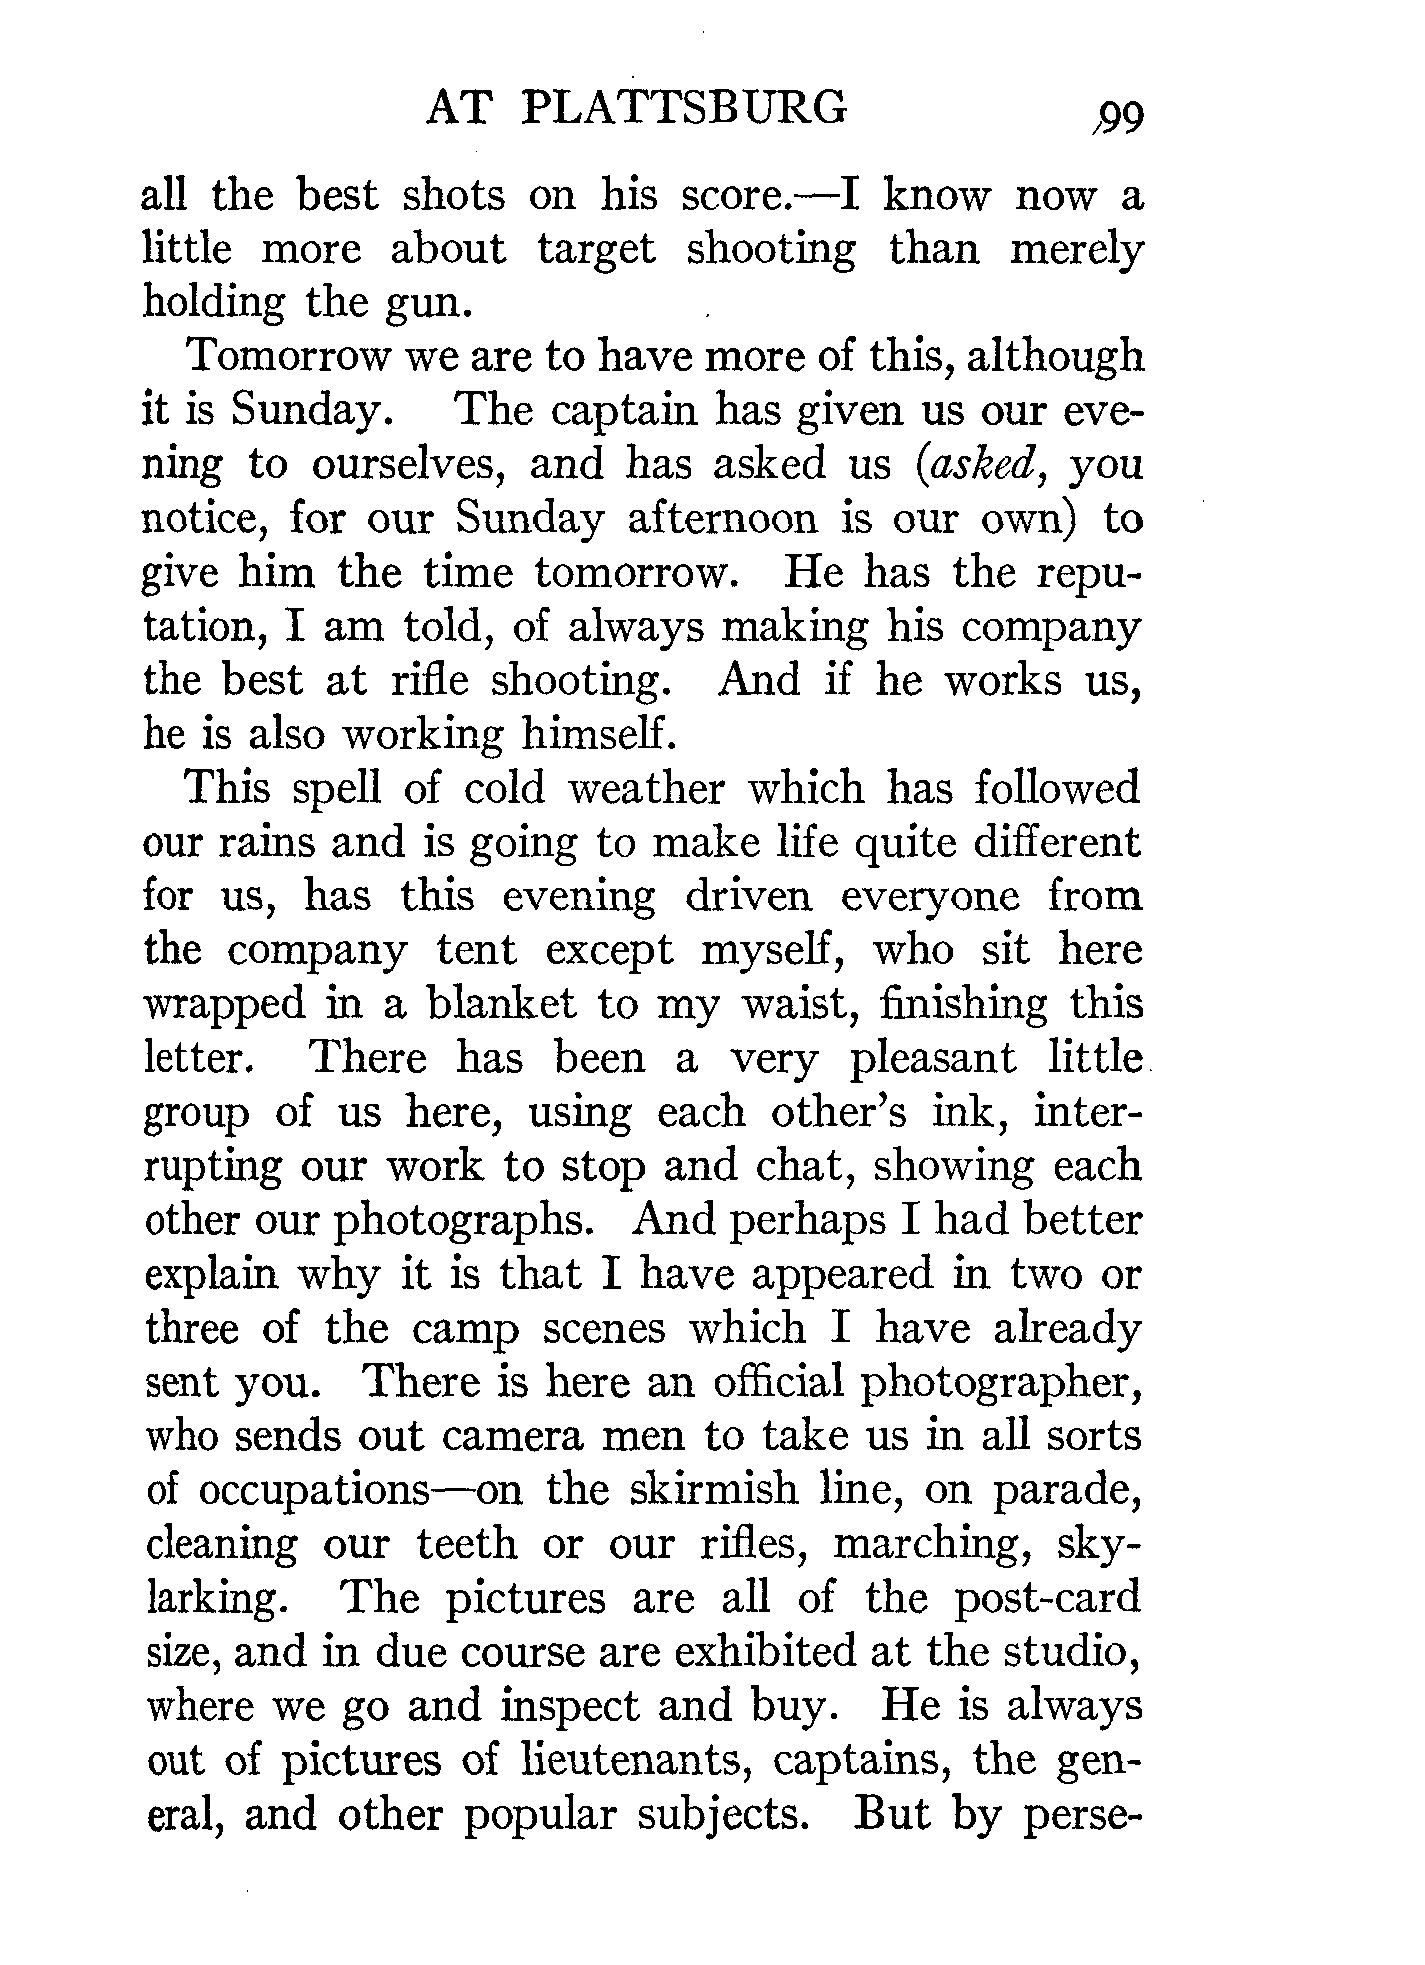 AT PLATTSBURG 99
all the best shots on his score.—I know now a
little more about target shooting than merely
holding the gun.
Tomorrow we are to have more of this, although
it is Sunday. The captain has given us our eve-
ning to ourselves, and has asked us (asked, you
notice, for our Sunday afternoon is our own) to
give him the time tomorrow. He has the repu-
tation, I am told, of always making his company
the best at rifle shooting. And if he works us,
he is also working himself.
This spell of cold weather which has followed
our rains and is going to make life quite different
for us, has this evening driven everyone from
the company tent except myself, who sit here
wrapped in a blanket to my waist, finishing this
letter. There has been a very pleasant little
group of us here, using each other's ink, inter-
rupting our work to stop and chat, showing each
other our photographs. And perhaps I had better
explain why it is that I have appeared in two or
three of the camp scenes which I have already
sent you. There is here an official photographer,
who sends out camera men to take us in all sorts
of occupations—on the skirmish line, on parade,
cleaning our teeth or our rifles, marching, sky-
larking. The pictures are all of the post-card
size, and in due course are exhibited at the studio,
where we go and inspect and buy. He is always
out of pictures of lieutenants, captains, the gen-
eral, and other popular subjects. But by perse-